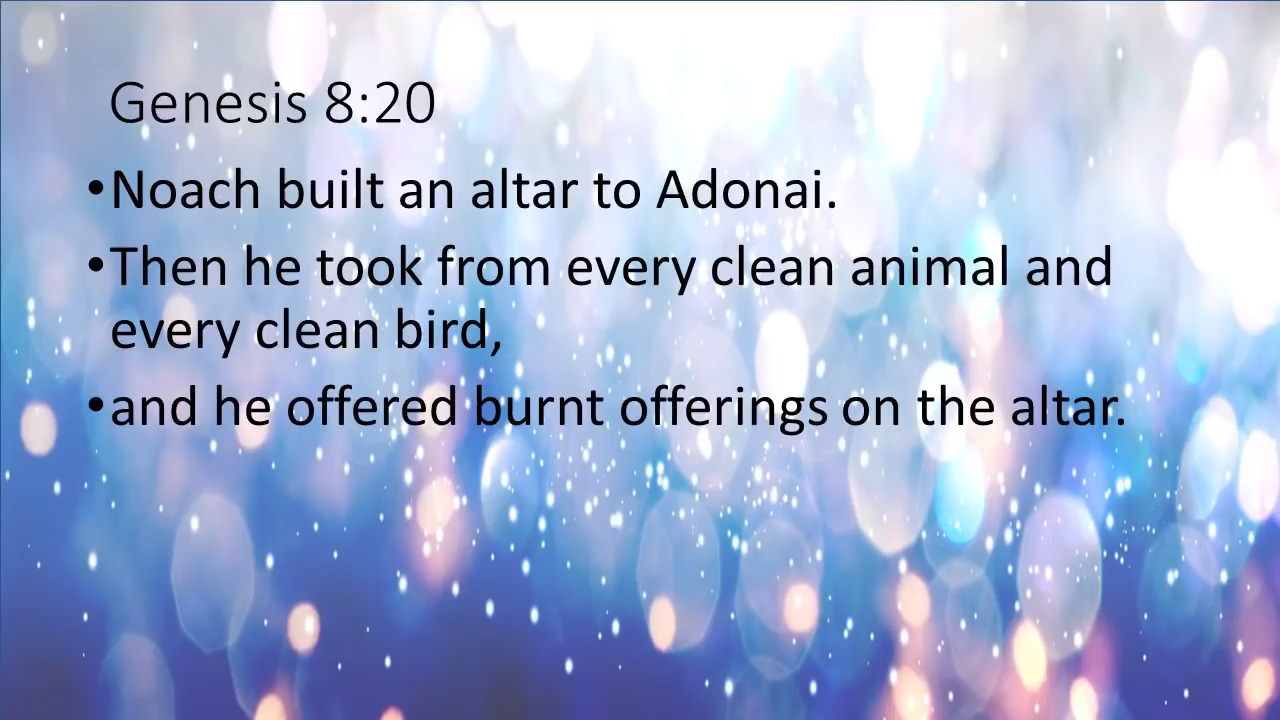 Genesis 8:20
•Noach built an altar to Adonai.
•Then he took from every clean animal and
every clean bird,
•and he offered burnt offerings on the altar.